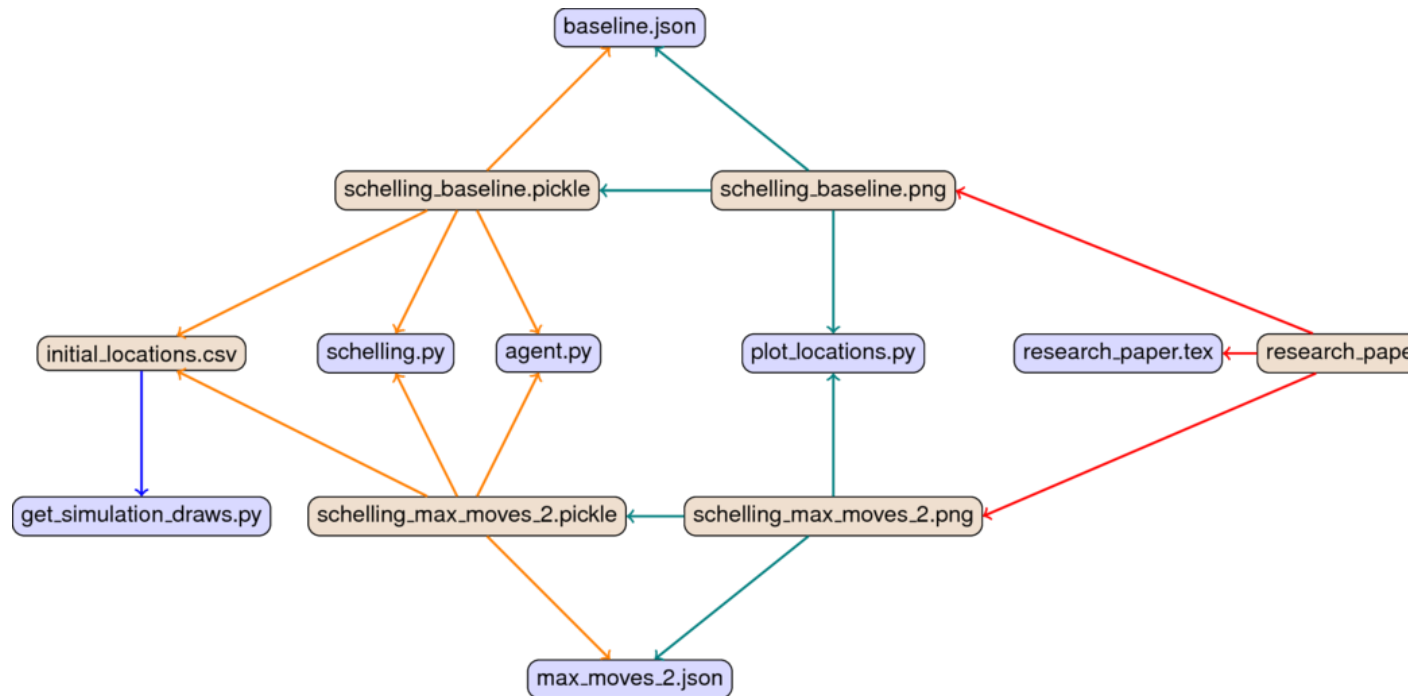 baseline.json
schelling_baseline.pickle
schelling_baseline.png
initial_locations.csv
schelling.py
agent.py
plot_locations.py
research_paper.tex
research_pape
get_simulation_draws.py
schelling_max_moves_2.pickle
schelling_max_moves_2.png
max_moves_2.json